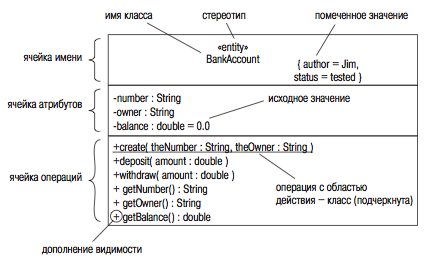 имя класса
стереотип
помеченное значение
ячейка имени
«entity»
BankAccount
{ author = Jim,
status = tested }
ячейка атрибутов
-number : String
-owner : String
-balance : double = 0.0
исходное значение
ячейка операций
+create( theNumber : String, theOwner : String )
+deposit( amount : double )
+withdraw( amount : double )
+ getNumber() : String
+ getOwner() : String
+getBalance() : double
операция с областью
действия – класс (подчеркнута)
дополнение видимости